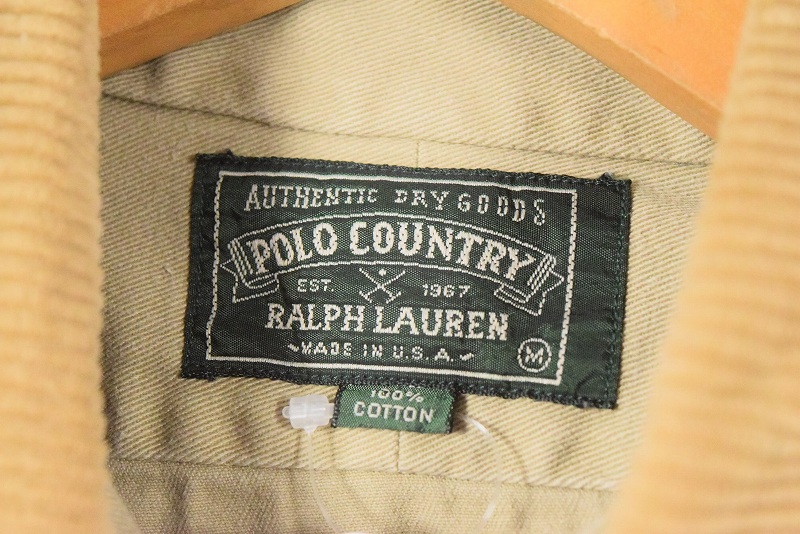 AUTHENTIC DRY GOODS
POLO COUNTRY
EST. 1967
RALPH LAUREN
MADE IN U.S.A.
M
100%
COTTON